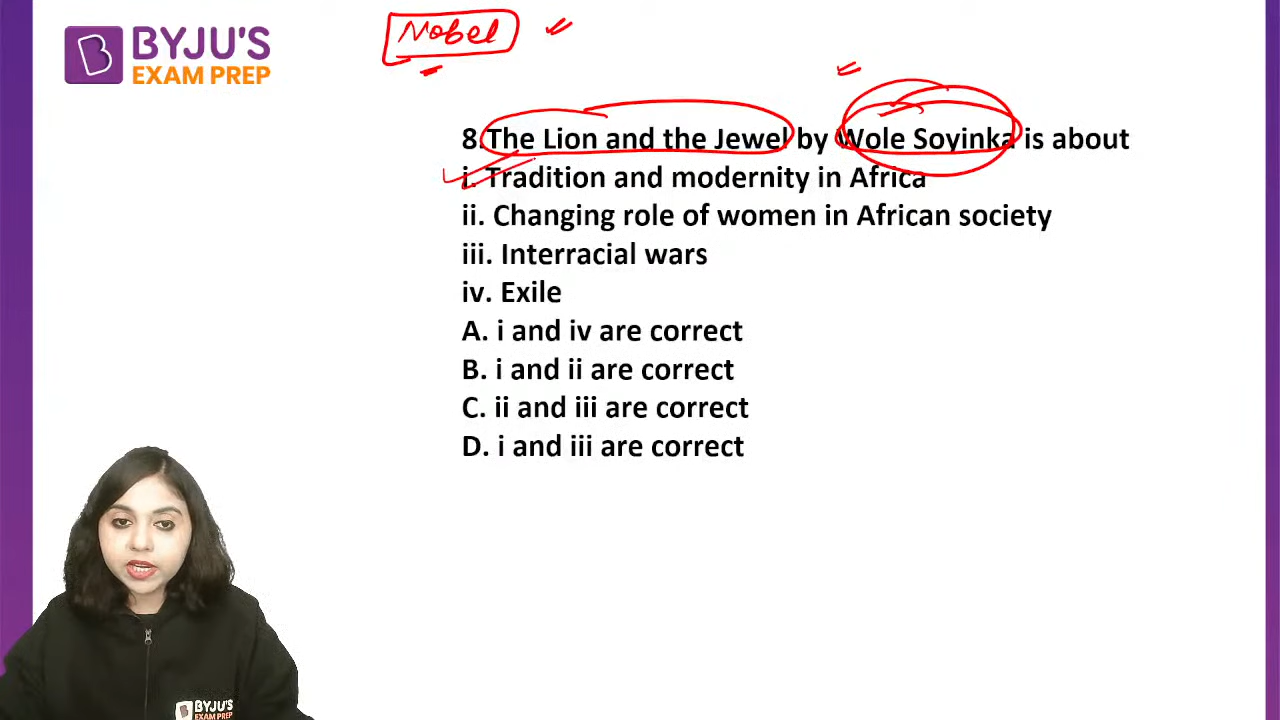 Nobel
BYJU'S
EXAM PREP
8.The Lion and the Jewel by Wole Soyinka is about
i. Tradition and modernity in Africa
ii. Changing role of women in African society
iii. Interracial wars
iv. Exile
A. i and iv are correct
B. i and ii are correct
C. ii and iii are correct
D. i and iii are correct
BYJU'S
EXAM PREP